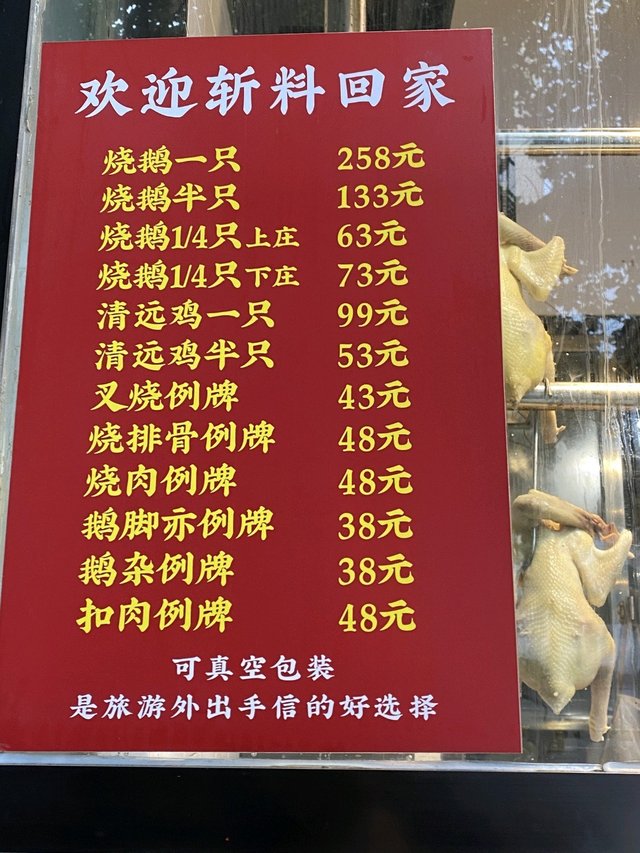 欢迎斩料回家
烧鹅一只 258元
烧鹅半只 133元
烧鹅1/4只上庄 63元
烧鹅1/4只下庄 73元
清远鸡一只 99元
清远鸡半只 53元
叉烧例牌 43元
烧排骨例牌 48元
烧肉例牌 48元
鹅脚亦例牌 38元
鹅杂例牌 38元
扣肉例牌 48元
可真空包装
是旅游外出手信的好选择